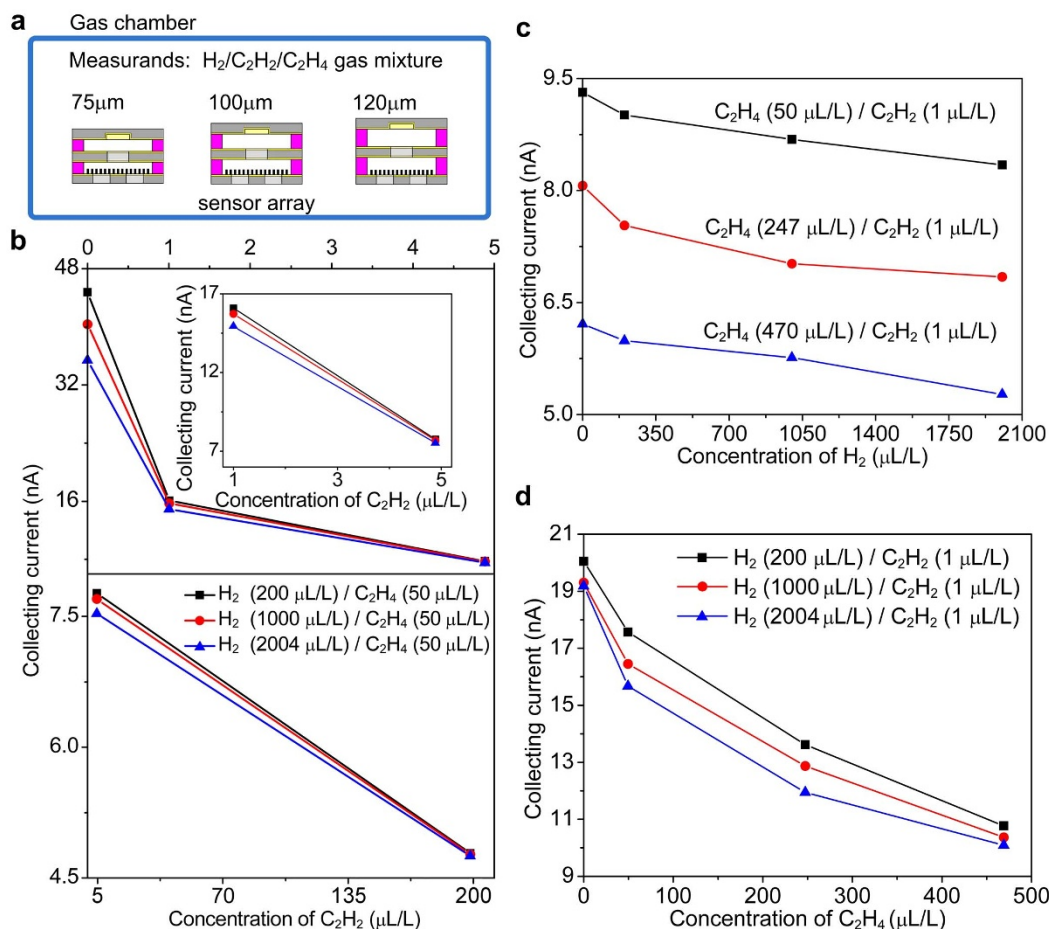 a
Gas chamber
Measurands: H₂/C₂H₂/C₂H₄ gas mixture
75μm 100μm 120μm
sensor array
b
0 1 2 3 4 5
48
32
16
Collecting current (nA)
17
12
7
Collecting current (nA)
1 3 5
Concentration of C₂H₂ (μL/L)
7.5
6.0
4.5
Collecting current (nA)
H₂ (200 μL/L) / C₂H₄ (50 μL/L)
H₂ (1000 μL/L) / C₂H₄ (50 μL/L)
H₂ (2004 μL/L) / C₂H₄ (50 μL/L)
5 70 135 200
Concentration of C₂H₂ (μL/L)
c
9.5
8.0
6.5
5.0
Collecting current (nA)
C₂H₄ (50 μL/L) / C₂H₂ (1 μL/L)
C₂H₄ (247 μL/L) / C₂H₂ (1 μL/L)
C₂H₄ (470 μL/L) / C₂H₂ (1 μL/L)
0 350 700 1050 1400 1750 2100
Concentration of H₂ (μL/L)
d
21
19
17
15
13
11
9
Collecting current (nA)
H₂ (200 μL/L) / C₂H₂ (1 μL/L)
H₂ (1000 μL/L) / C₂H₂ (1 μL/L)
H₂ (2004 μL/L) / C₂H₂ (1 μL/L)
0 100 200 300 400 500
Concentration of C₂H₄ (μL/L)